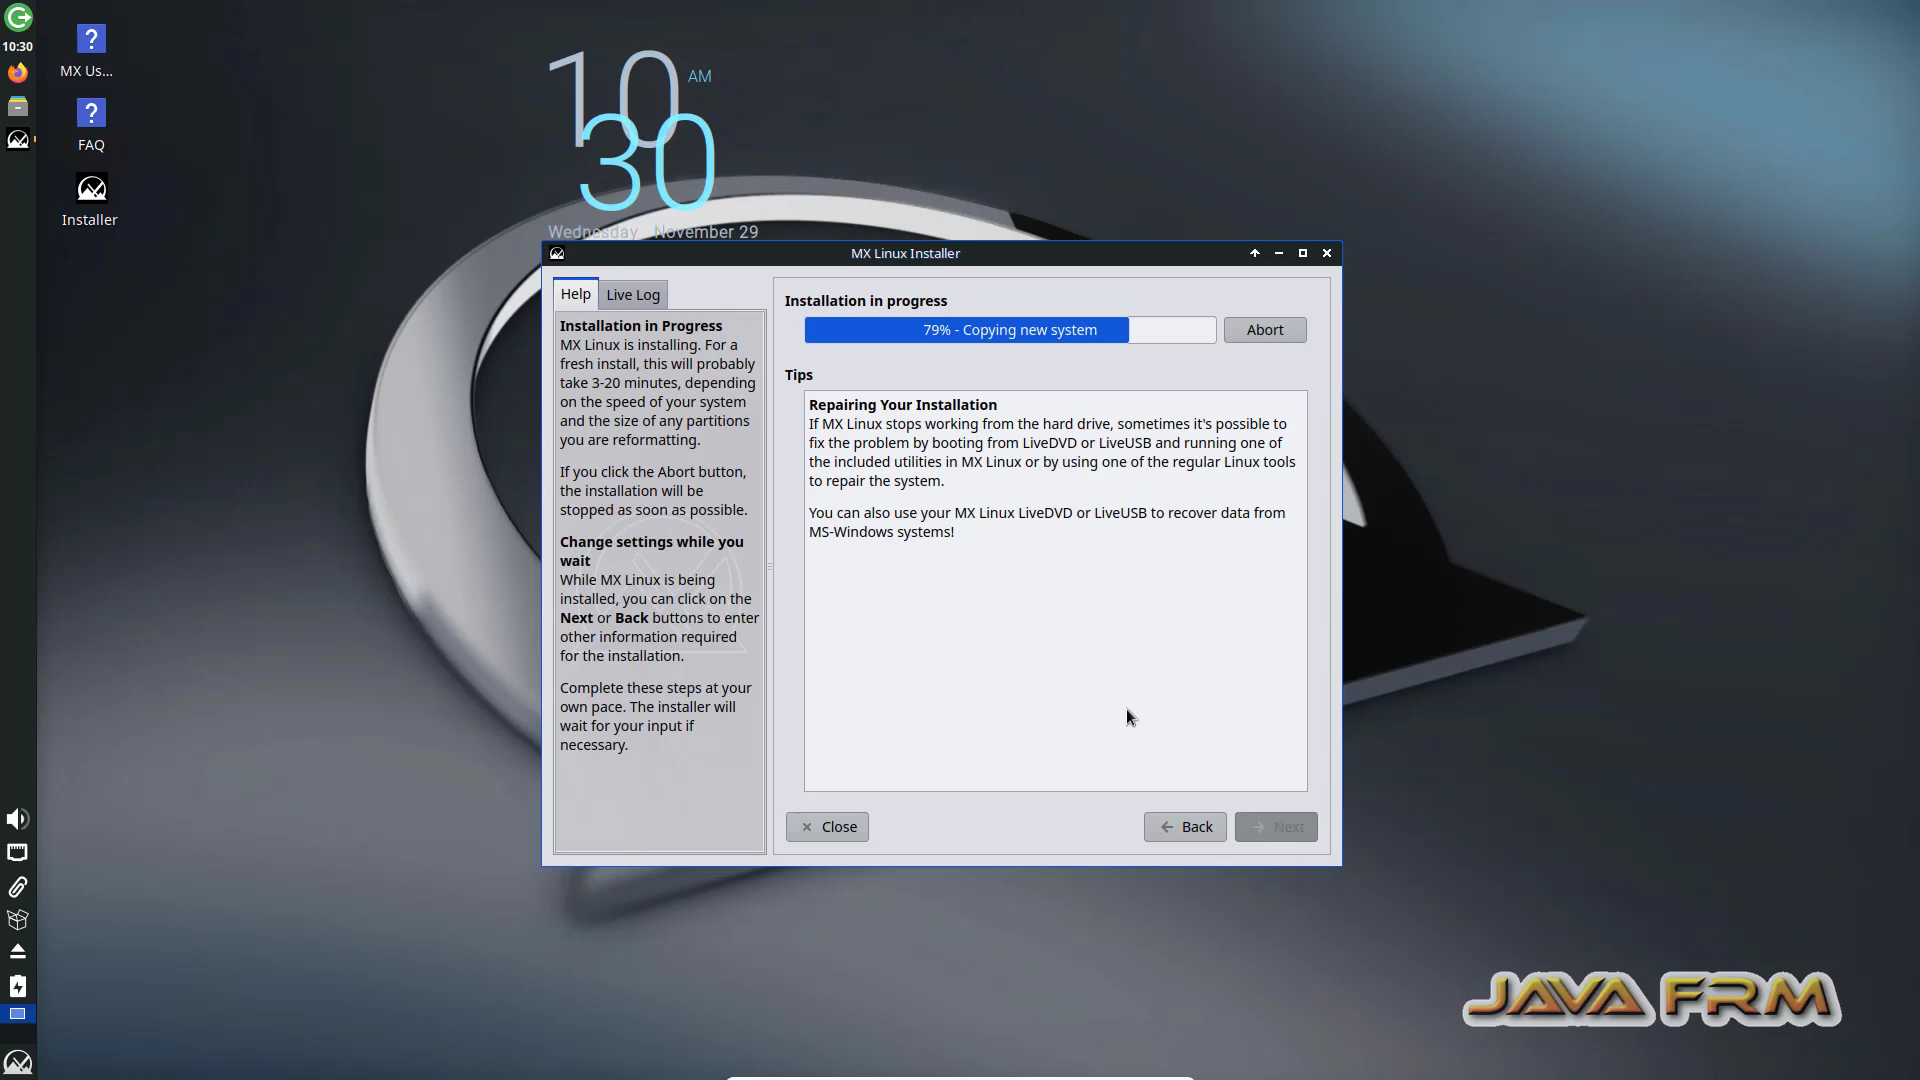 10:30
MX Us...
FAQ
Installer
10 AM
30
Wednesday November 29
MX Linux Installer
Help
Live Log
Installation in Progress
MX Linux is installing. For a
fresh install, this will probably
take 3-20 minutes, depending
on the speed of your system
and the size of any partitions
you are reformatting.
If you click the Abort button,
the installation will be
stopped as soon as possible.
Change settings while you
wait
While MX Linux is being
installed, you can click on the
Next or Back buttons to enter
other information required
for the installation.
Complete these steps at your
own pace. The installer will
wait for your input if
necessary.
Installation in progress
79% - Copying new system
Abort
Tips
Repairing Your Installation
If MX Linux stops working from the hard drive, sometimes it's possible to
fix the problem by booting from LiveDVD or LiveUSB and running one of
the included utilities in MX Linux or by using one of the regular Linux tools
to repair the system.
You can also use your MX Linux LiveDVD or LiveUSB to recover data from
MS-Windows systems!
Close
Back
Next
JAVA FRM